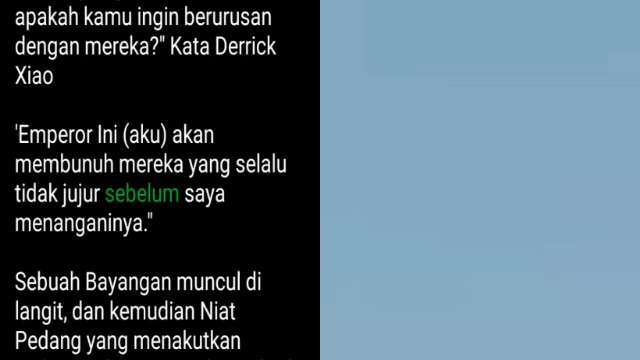 apakah kamu ingin berurusan
dengan mereka?" Kata Derrick
Xiao
'Emperor Ini (aku) akan
membunuh mereka yang selalu
tidak jujur sebelum saya
menanganinya."
Sebuah Bayangan muncul di
langit, dan kemudian Niat
Pedang yang menakutkan